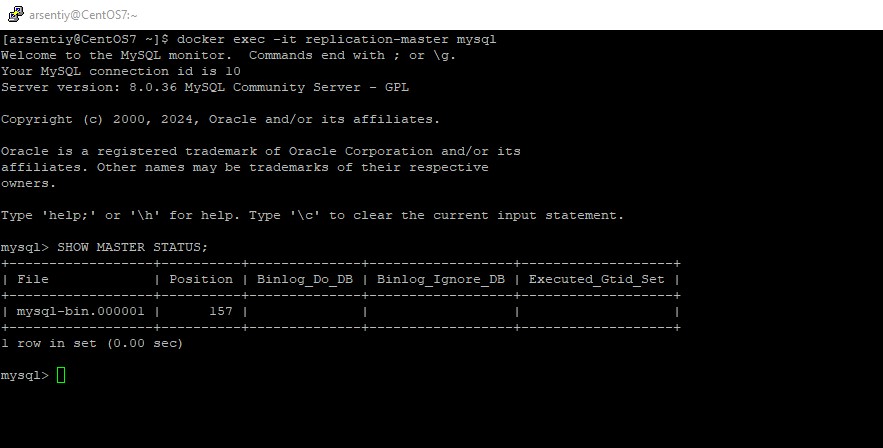 arsentiy@CentOS7:~
[arsentiy@CentOS7 ~]$ docker exec -it replication-master mysql
Welcome to the MySQL monitor.  Commands end with ; or \g.
Your MySQL connection id is 10
Server version: 8.0.36 MySQL Community Server - GPL

Copyright (c) 2000, 2024, Oracle and/or its affiliates.

Oracle is a registered trademark of Oracle Corporation and/or its
affiliates. Other names may be trademarks of their respective
owners.

Type 'help;' or '\h' for help. Type '\c' to clear the current input statement.

mysql> SHOW MASTER STATUS;
+------------------+----------+--------------+------------------+-------------------+
| File             | Position | Binlog_Do_DB | Binlog_Ignore_DB | Executed_Gtid_Set |
+------------------+----------+--------------+------------------+-------------------+
| mysql-bin.000001 |      157 |              |                  |                   |
+------------------+----------+--------------+------------------+-------------------+
1 row in set (0.00 sec)

mysql>